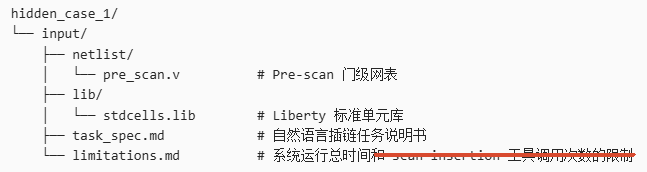 hidden_case_1/
└── input/
    ├── netlist/
    │   └── pre_scan.v           # Pre-scan 门级网表
    ├── lib/
    │   └── stdcells.lib         # Liberty 标准单元库
    ├── task_spec.md             # 自然语言插链任务说明书
    └── limitations.md           # 系统运行总时间和 scan insertion 工具调用次数的限制